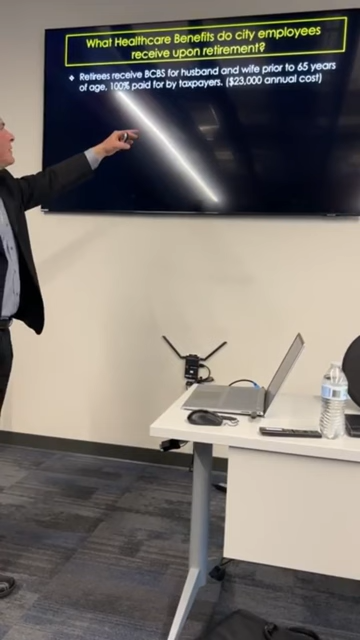 What Healthcare Benefits do city employees
receive upon retirement?
❖ Retirees receive BCBS for husband and wife prior to 65 years
of age, 100% paid for by taxpayers. ($23,000 annual cost)